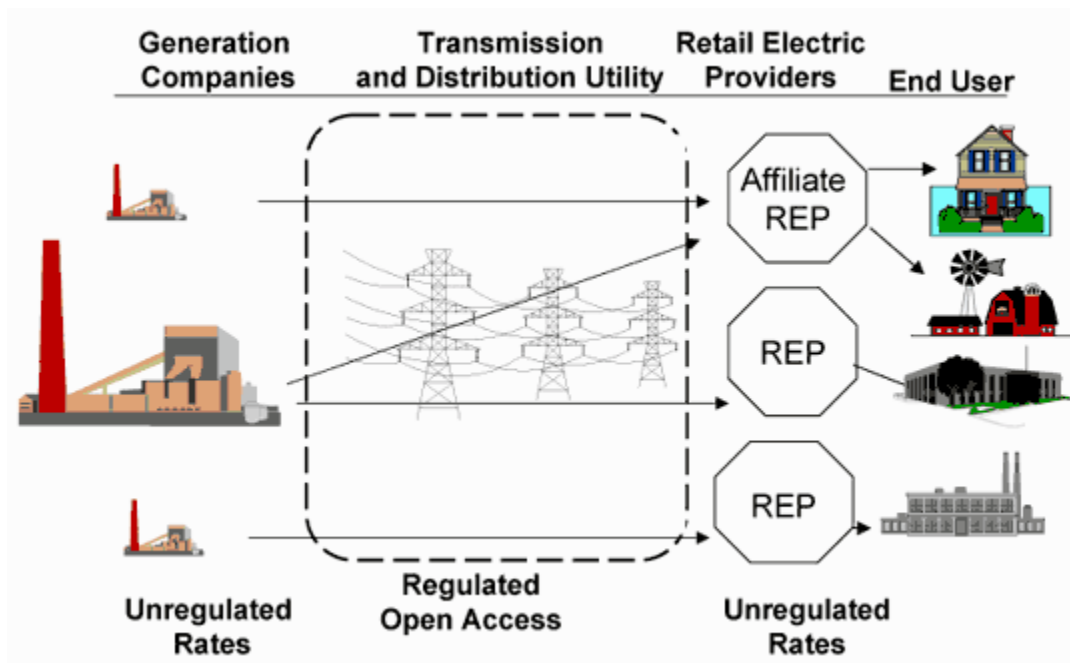 Generation
Companies
Transmission
and Distribution Utility
Retail Electric
Providers
End User
Affiliate
REP
REP
REP
Regulated
Open Access
Unregulated
Rates
Unregulated
Rates